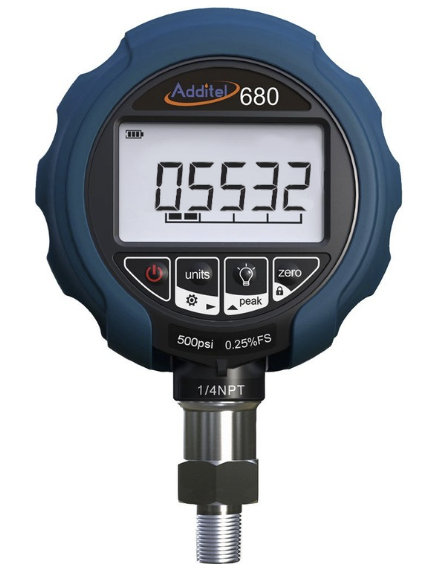 Additel 680
05532
units
zero
peak
500psi 0.25%FS
1/4NPT